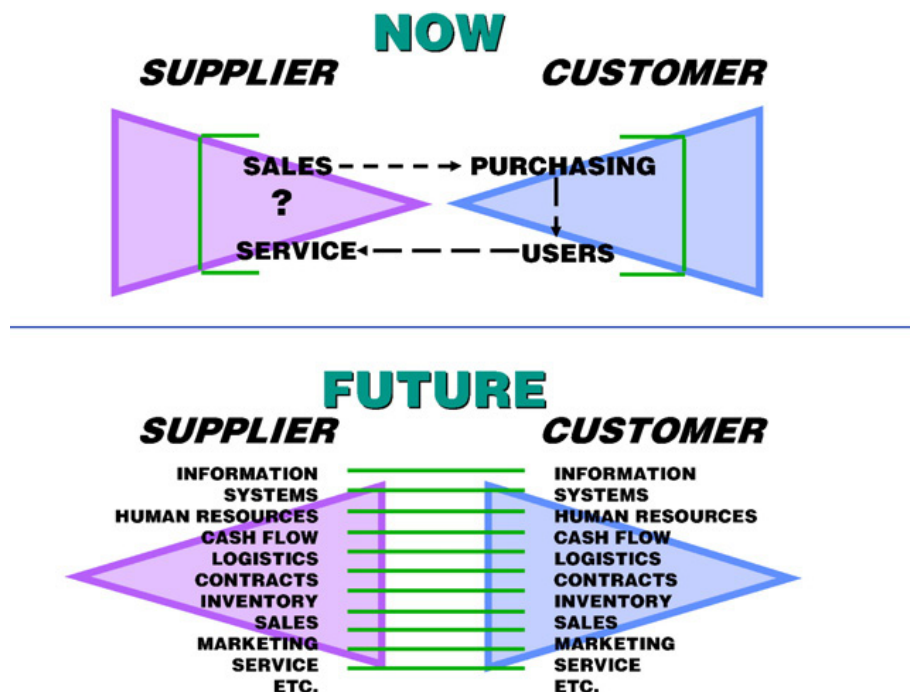 NOW
SUPPLIER CUSTOMER
SALES PURCHASING
?
SERVICE USERS
FUTURE
SUPPLIER CUSTOMER
INFORMATION INFORMATION
SYSTEMS SYSTEMS
HUMAN RESOURCES HUMAN RESOURCES
CASH FLOW CASH FLOW
LOGISTICS LOGISTICS
CONTRACTS CONTRACTS
INVENTORY INVENTORY
SALES SALES
MARKETING MARKETING
SERVICE SERVICE
ETC. ETC.